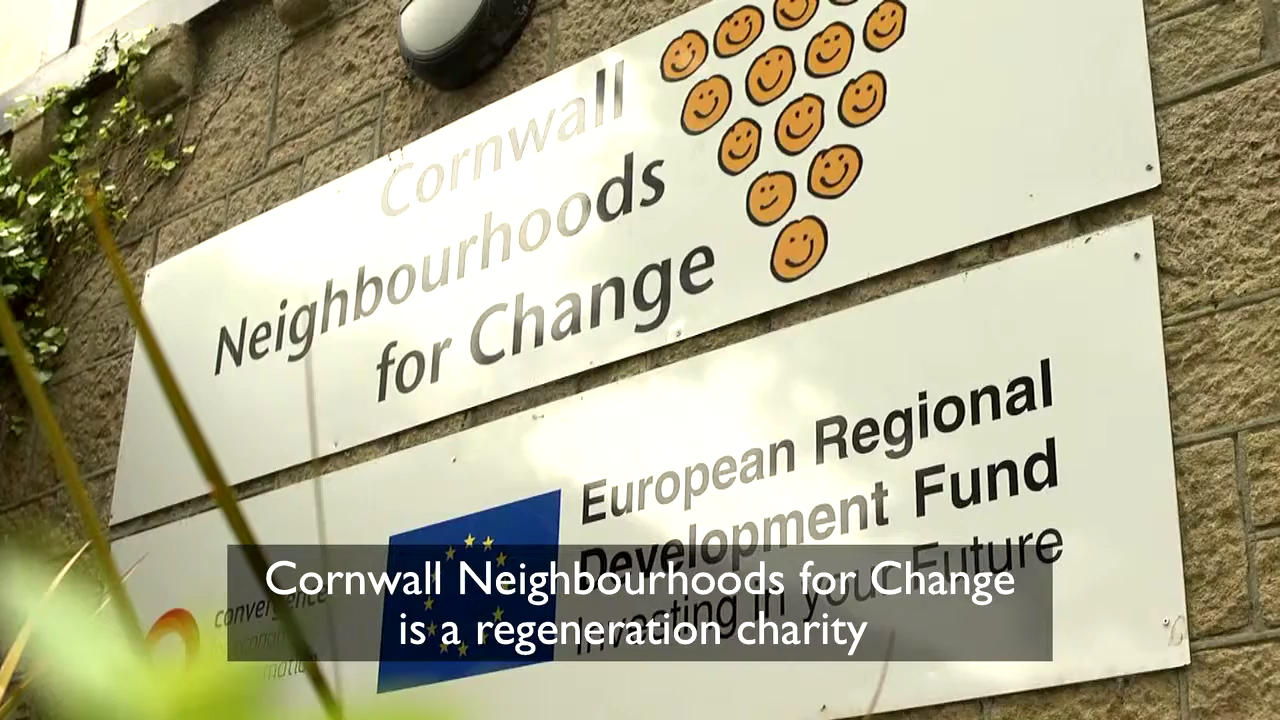 Cornwall
Neighbourhoods
for Change
European Regional
Development Fund
Investing in your Future
convergence
Cornwall Neighbourhoods for Change
is a regeneration charity